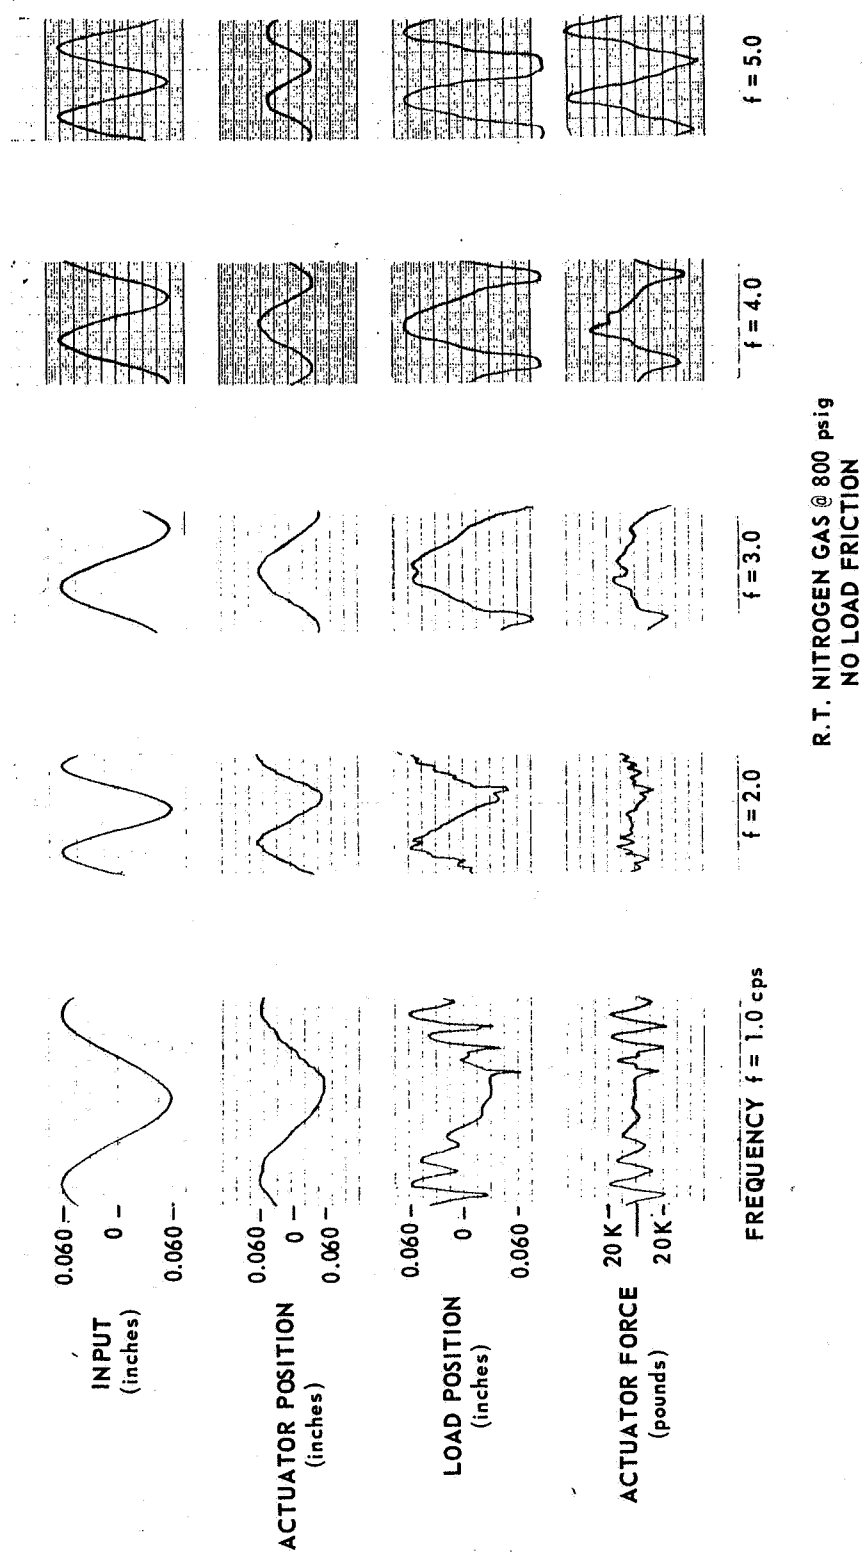 INPUT
(inches)
0.060
0
0.060
ACTUATOR POSITION
(inches)
0.060
0
0.060
LOAD POSITION
(inches)
0.060
0
0.060
ACTUATOR FORCE
(pounds)
20 K
20 K
FREQUENCY f = 1.0 cps
f = 2.0
f = 3.0
f = 4.0
f = 5.0
R.T. NITROGEN GAS @ 800 psig
NO LOAD FRICTION